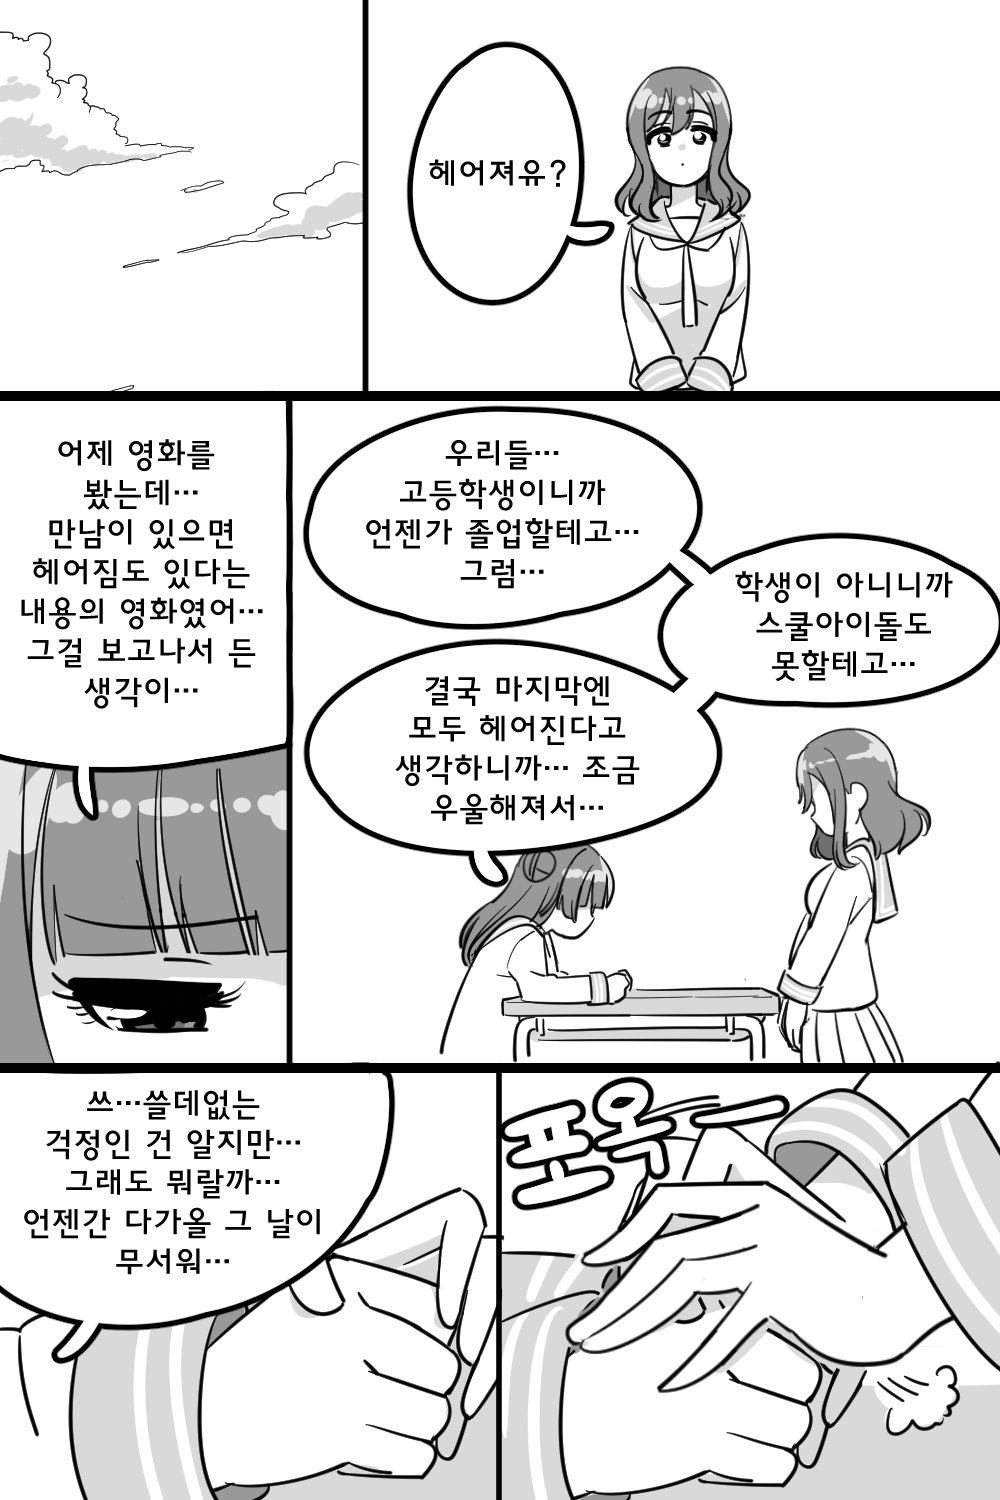 헤어져유?
어제 영화를
봤는데…
만남이 있으면
헤어짐도 있다는
내용의 영화였어…
그걸 보고나서 든
생각이…
우리들…
고등학생이니까
언젠가 졸업할테고…
그럼…
학생이 아니니까
스쿨아이돌도
못할테고…
결국 마지막엔
모두 헤어진다고
생각하니까… 조금
우울해져서…
쓰…쓸데없는
걱정인 건 알지만…
그래도 뭐랄까…
언젠간 다가올 그 날이
무서워…
포옥ㅡ